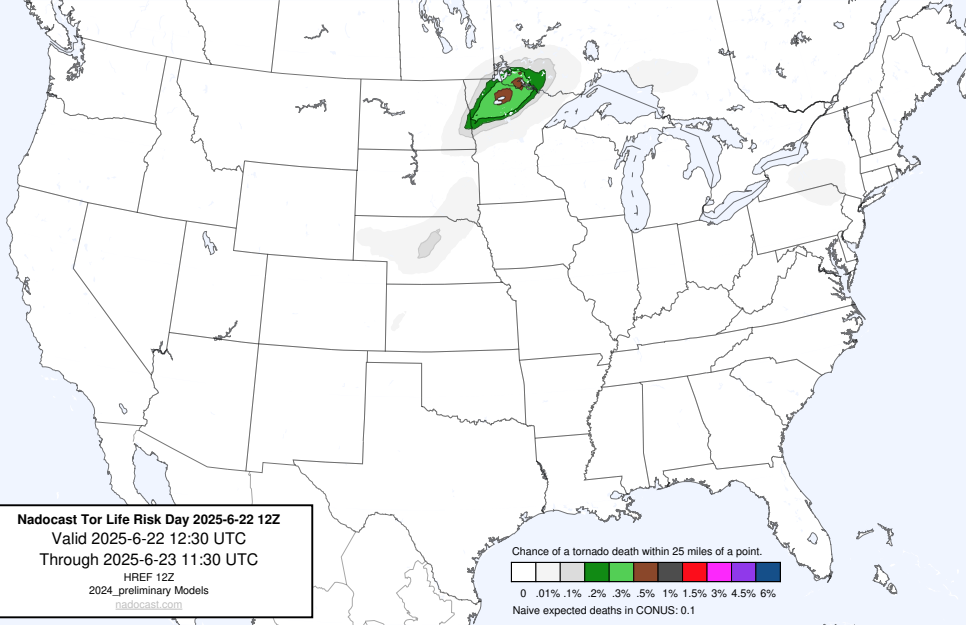 Nadocast Tor Life Risk Day 2025-6-22 12Z
Valid 2025-6-22 12:30 UTC
Through 2025-6-23 11:30 UTC
HREF 12Z
2024_preliminary Models
nadocast.com
Chance of a tornado death within 25 miles of a point.
0 .01% .1% .2% .3% .5% 1% 1.5% 3% 4.5% 6%
Naive expected deaths in CONUS: 0.1